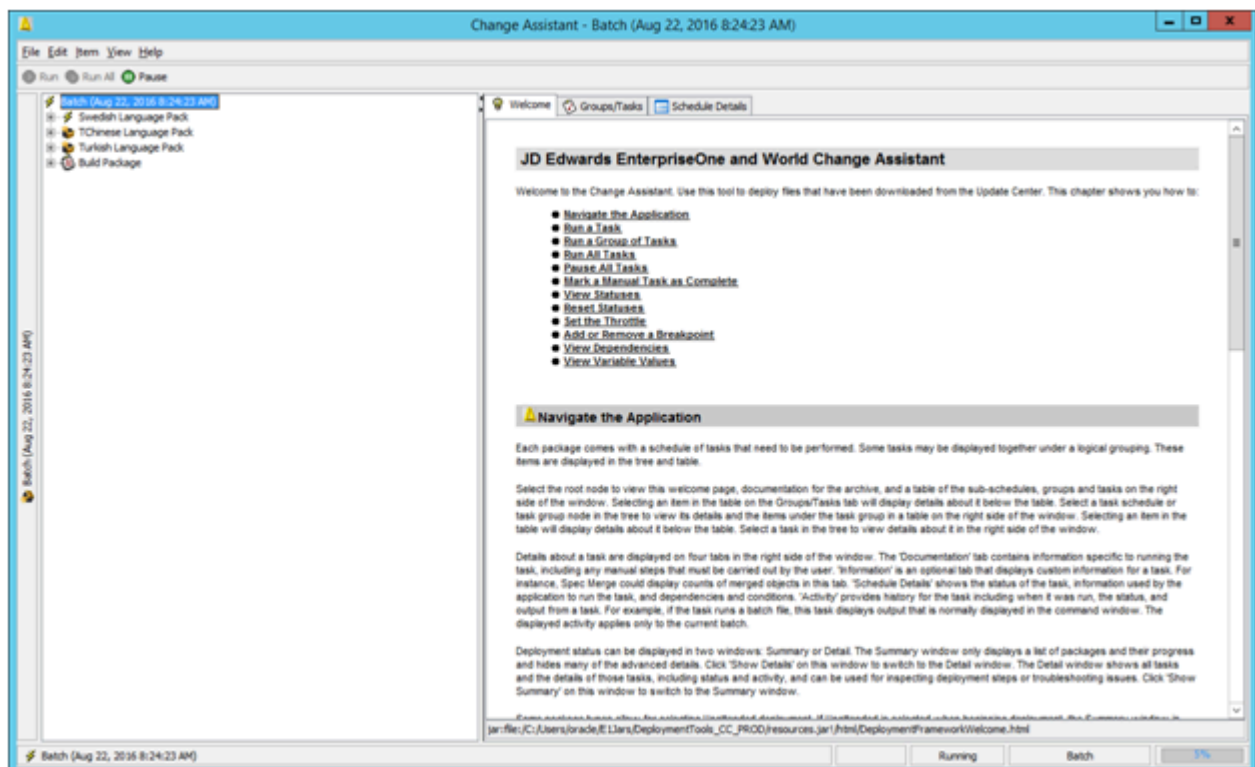 Change Assistant - Batch (Aug 22, 2016 8:24:23 AM)
File Edit Item View Help
Run Run All Pause
Batch (Aug 22, 2016 8:24:23 AM)
Swedish Language Pack
TChinese Language Pack
Turkish Language Pack
Build Package
Batch (Aug 22, 2016 8:24:23 AM)
Welcome Groups/Tasks Schedule Details
JD Edwards EnterpriseOne and World Change Assistant
Welcome to the Change Assistant. Use this tool to deploy files that have been downloaded from the Update Center. This chapter shows you how to:
Navigate the Application
Run a Task
Run a Group of Tasks
Run All Tasks
Pause All Tasks
Mark a Manual Task as Complete
View Statuses
Reset Statuses
Set the Throttle
Add or Remove a Breakpoint
View Dependencies
View Variable Values
Navigate the Application
Each package comes with a schedule of tasks that need to be performed. Some tasks may be displayed together under a logical grouping. These
items are displayed in the tree and table.
Select the root node to view this welcome page, documentation for the archive, and a table of the sub-schedules, groups and tasks on the right
side of the window. Selecting an item in the table on the Groups/Tasks tab will display details about it below the table. Select a task schedule or
task group node in the tree to view its details and the items under the task group in a table on the right side of the window. Selecting an item in the
table will display details about it below the table. Select a task in the tree to view details about it in the right side of the window.
Details about a task are displayed on four tabs in the right side of the window. The 'Documentation' tab contains information specific to running the
task, including any manual steps that must be carried out by the user. 'Information' is an optional tab that displays custom information for a task. For
instance, Spec Merge could display counts of merged objects in this tab. 'Schedule Details' shows the status of the task, information used by the
application to run the task, and dependencies and conditions. 'Activity' provides history for the task including when it was run, the status, and
output from a task. For example, if the task runs a batch file, this task displays output that is normally displayed in the command window. The
displayed activity applies only to the current batch.
Deployment status can be displayed in two windows: Summary or Detail. The Summary window only displays a list of packages and their progress
and hides many of the advanced details. Click 'Show Details' on this window to switch to the Detail window. The Detail window shows all tasks
and the details of those tasks, including status and activity, and can be used for inspecting deployment steps or troubleshooting issues. Click 'Show
Summary' on this window to switch to the Summary window.
jar:file:/C:/Users/oracle/E1Jars/DeploymentTools_CC_PROD/resources.jar!/html/DeploymentFrameworkWelcome.html
Batch (Aug 22, 2016 8:24:23 AM) Running Batch 5%